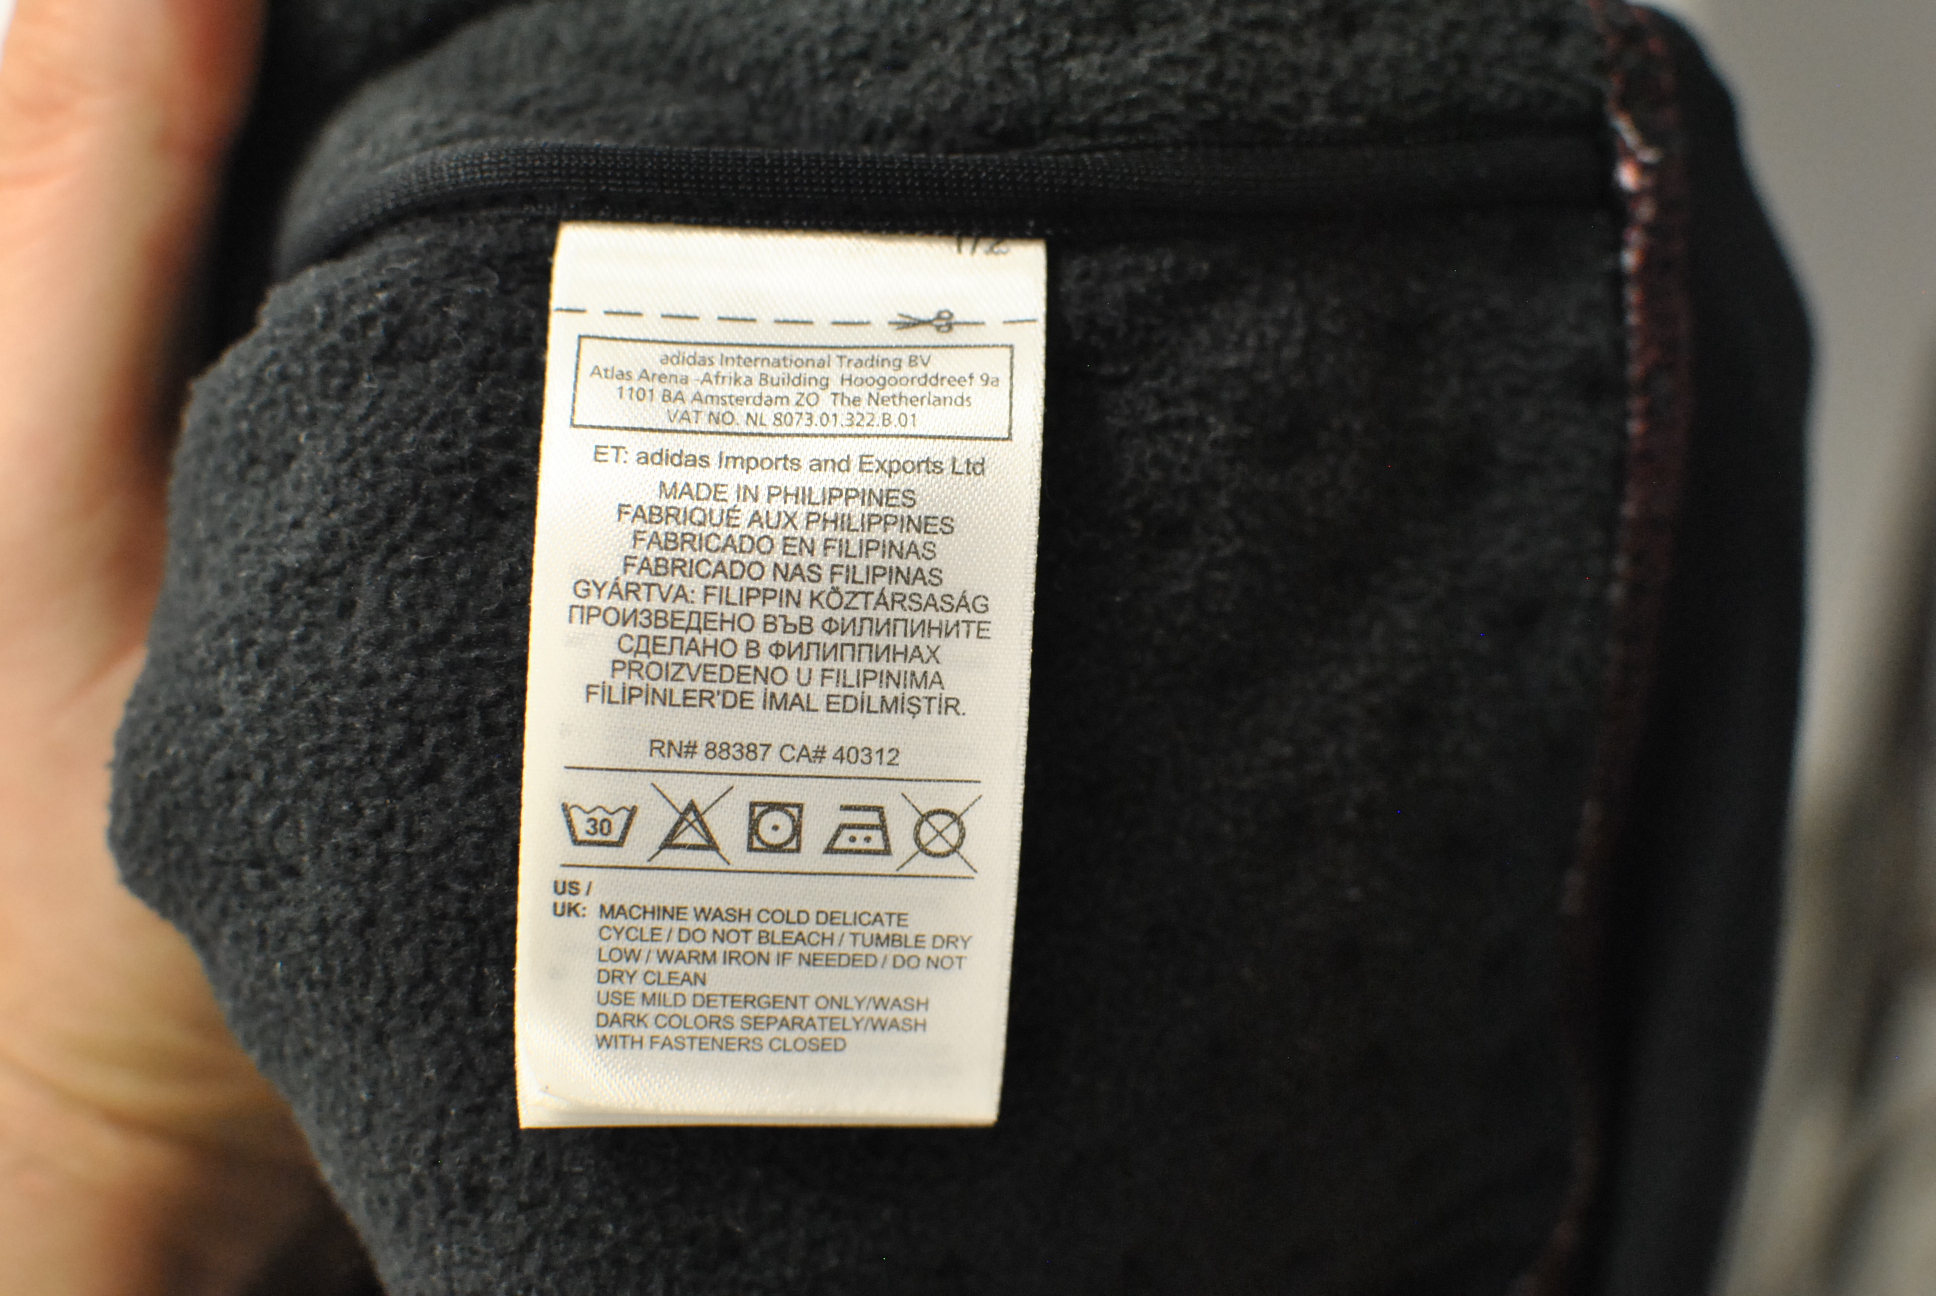 1/2
adidas International Trading BV
Atlas Arena -Afrika Building Hoogoorddreef 9a
1101 BA Amsterdam ZO The Netherlands
VAT NO. NL 8073.01.322.B.01
ET: adidas Imports and Exports Ltd
MADE IN PHILIPPINES
FABRIQUÉ AUX PHILIPPINES
FABRICADO EN FILIPINAS
FABRICADO NAS FILIPINAS
GYÁRTVA: FILIPPIN KÖZTÁRSASÁG
ПРОИЗВЕДЕНО ВЪВ ФИЛИПИНИТЕ
СДЕЛАНО В ФИЛИППИНАХ
PROIZVEDENO U FILIPINIMA
FİLİPİNLER'DE İMAL EDİLMİŞTİR.
RN# 88387 CA# 40312
30
US /
UK: MACHINE WASH COLD DELICATE
CYCLE / DO NOT BLEACH / TUMBLE DRY
LOW / WARM IRON IF NEEDED / DO NOT
DRY CLEAN
USE MILD DETERGENT ONLY/WASH
DARK COLORS SEPARATELY/WASH
WITH FASTENERS CLOSED